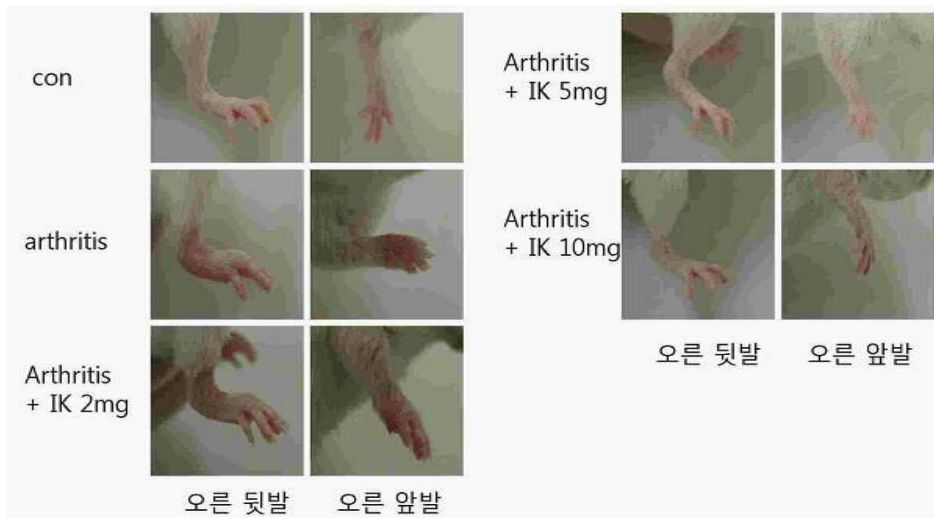 con
arthritis
Arthritis
+ IK 2mg
오른 뒷발 오른 앞발
Arthritis
+ IK 5mg
Arthritis
+ IK 10mg
오른 뒷발 오른 앞발